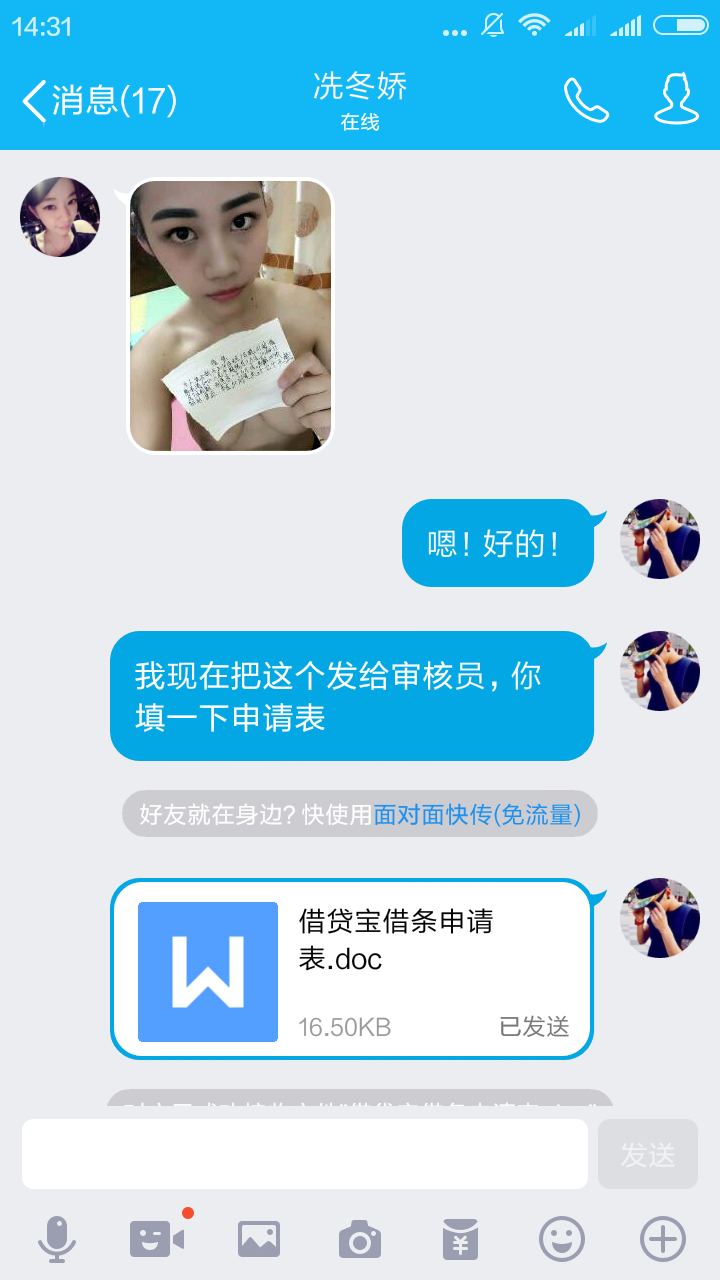 14:31
消息(17)
冼冬娇
在线
嗯！好的！
我现在把这个发给审核员，你
填一下申请表
好友就在身边？快使用面对面快传(免流量)
W
借贷宝借条申请
表.doc
16.50KB
已发送
发送